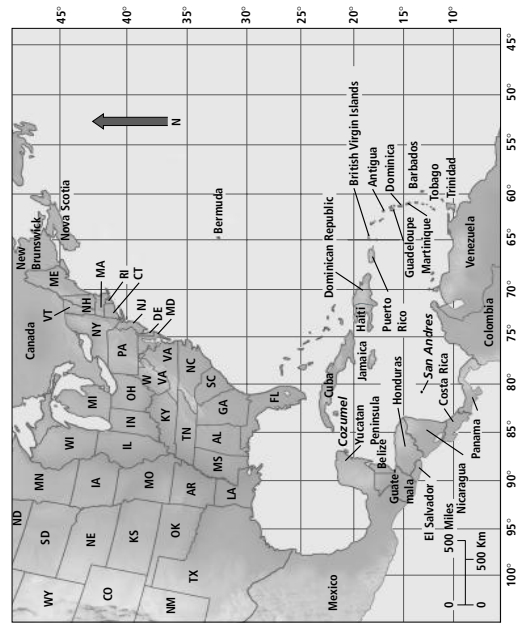 45°
40°
35°
30°
25°
20°
15°
10°
45°
50°
55°
60°
65°
70°
75°
80°
85°
90°
95°
100°
N
Canada
New
Brunswick
Nova Scotia
ME
VT
NH
MA
RI
CT
NY
NJ
DE
MD
PA
MI
OH
W
VA
VA
NC
SC
KY
TN
GA
FL
WI
IN
IL
AL
MS
MN
IA
MO
AR
LA
ND
SD
NE
KS
OK
TX
WY
CO
NM
Mexico
Bermuda
British Virgin Islands
Antigua
Dominica
Barbados
Tobago
Trinidad
Guadeloupe
Martinique
Dominican Republic
Haiti
Puerto
Rico
Cuba
Jamaica
Cozumel
Yucatan
Peninsula
Belize
Guate-
mala
Honduras
San Andres
Costa Rica
El Salvador
Nicaragua
Panama
Venezuela
Colombia
0 500 Miles
0 500 Km